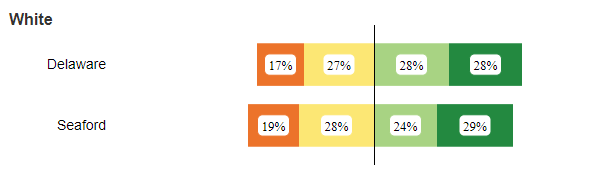 White
Delaware 17% 27% 28% 28%
Seaford 19% 28% 24% 29%